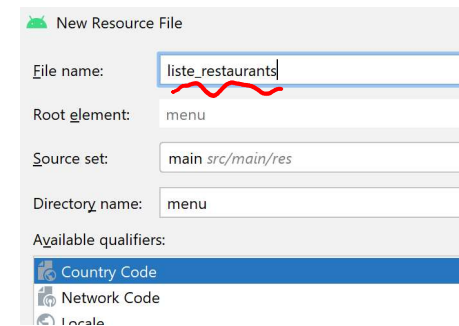 New Resource File
File name: liste_restaurants
Root element: menu
Source set: main src/main/res
Directory name: menu
Available qualifiers:
Country Code
Network Code
Locale